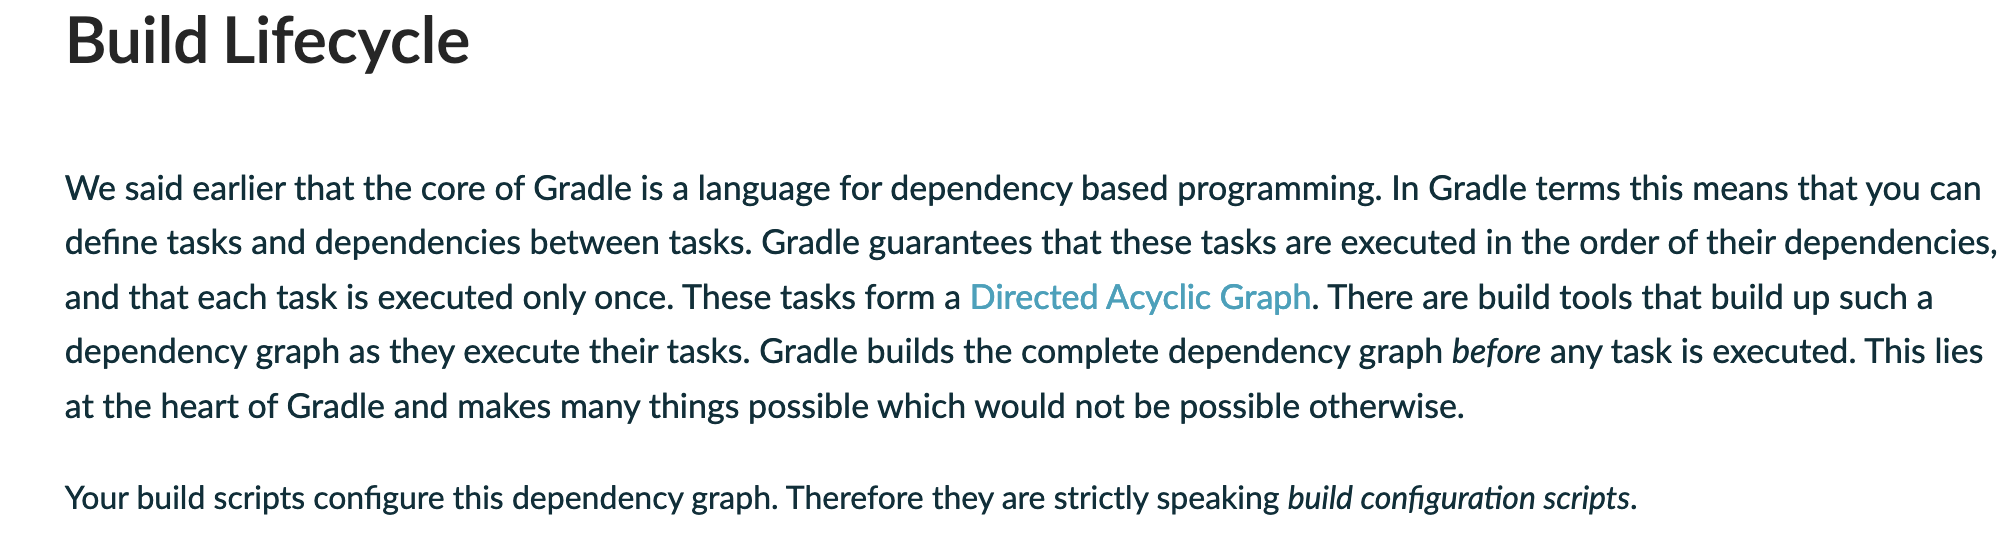 Build Lifecycle
We said earlier that the core of Gradle is a language for dependency based programming. In Gradle terms this means that you can
define tasks and dependencies between tasks. Gradle guarantees that these tasks are executed in the order of their dependencies,
and that each task is executed only once. These tasks form a Directed Acyclic Graph. There are build tools that build up such a
dependency graph as they execute their tasks. Gradle builds the complete dependency graph before any task is executed. This lies
at the heart of Gradle and makes many things possible which would not be possible otherwise.
Your build scripts configure this dependency graph. Therefore they are strictly speaking build configuration scripts.